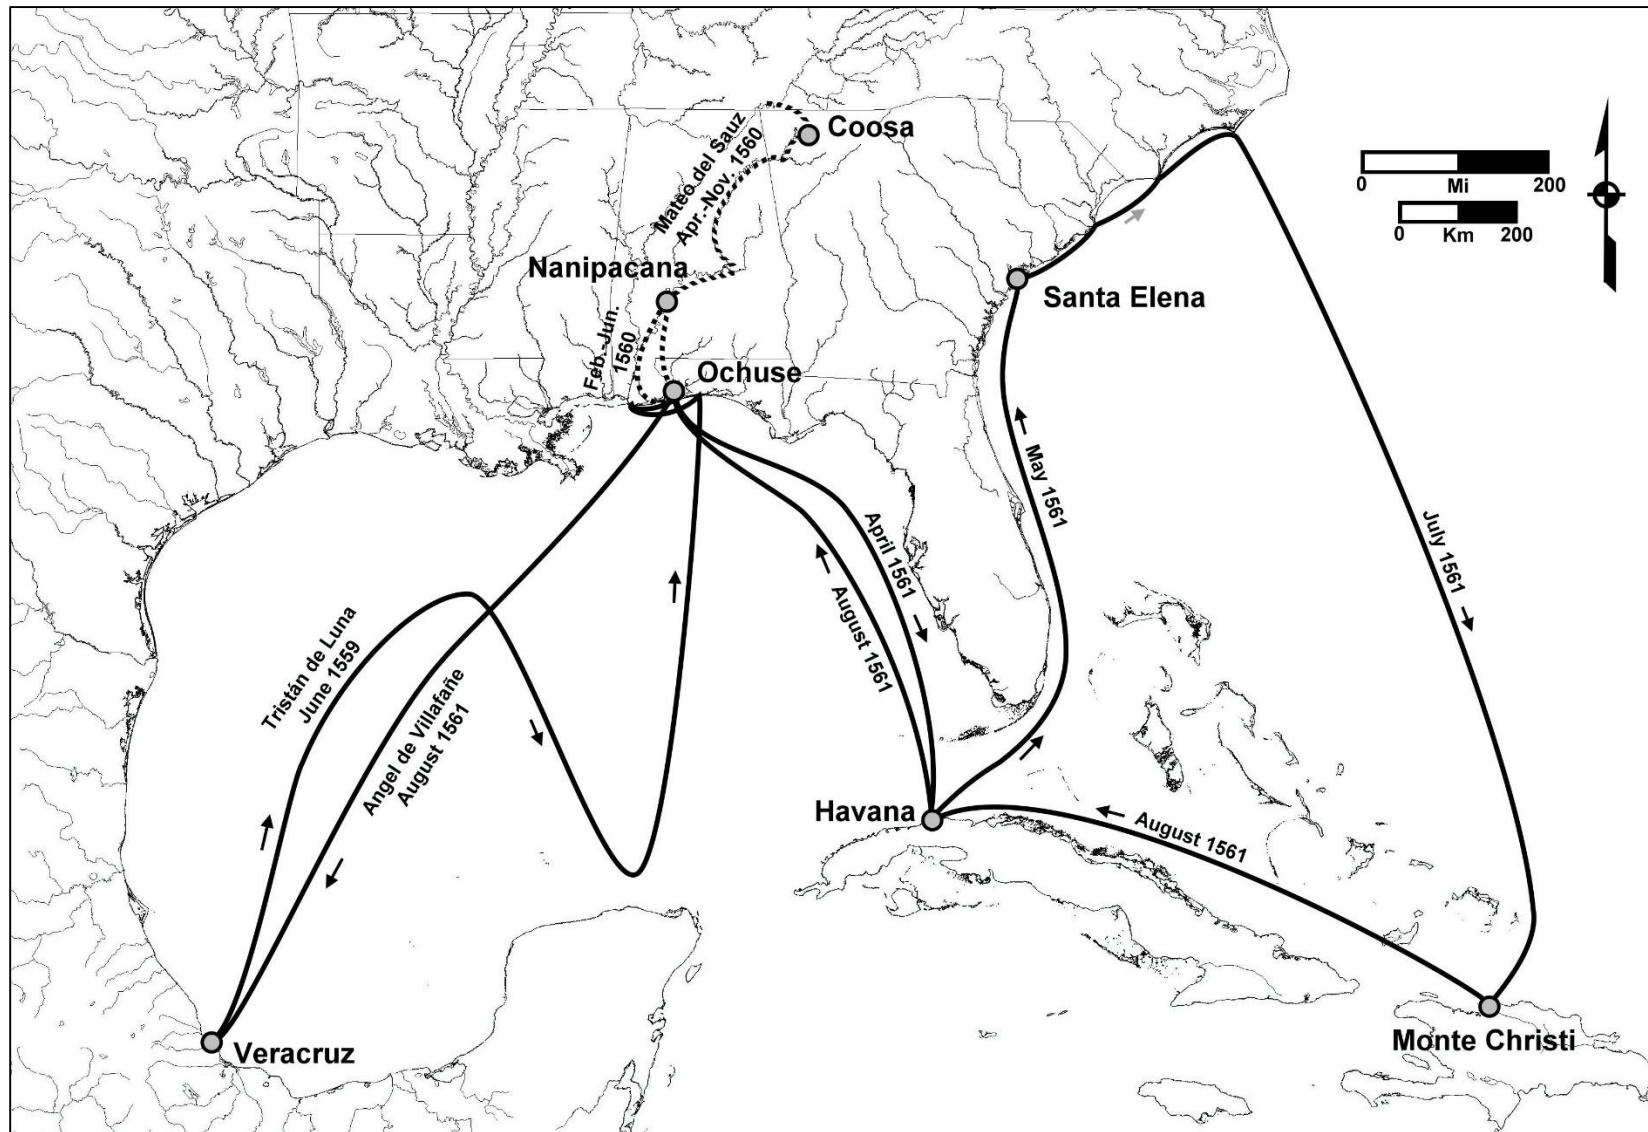 Coosa
Mateo del Sauz
Apr.-Nov. 1560
0 Mi 200
0 Km 200
Nanipacana
Santa Elena
Feb.-Jun.
1560
Ochuse
May 1561
April 1561
August 1561
July 1561
Tristán de Luna
June 1559
Angel de Villafañe
August 1561
Havana
August 1561
Veracruz
Monte Christi